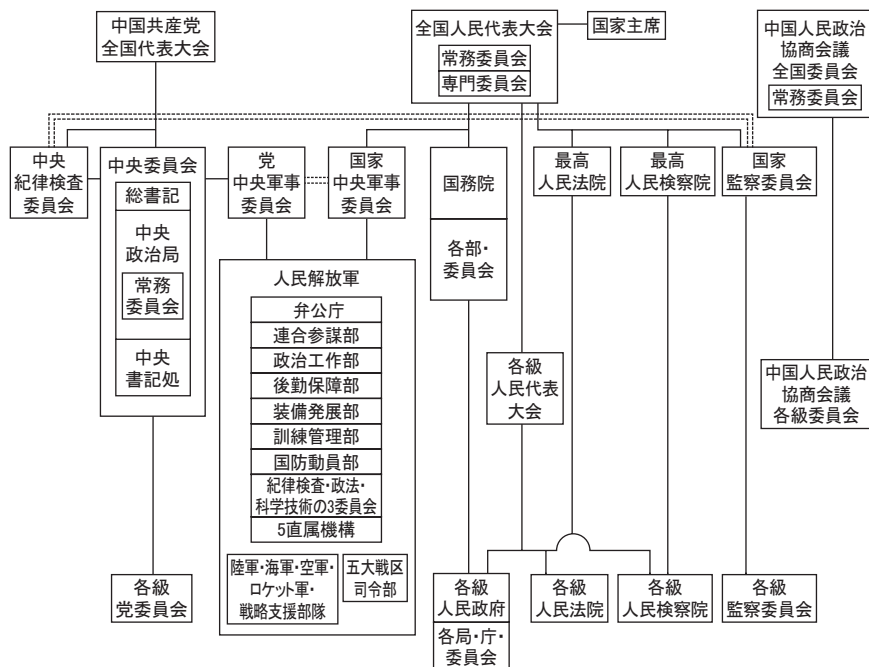 中国共産党
全国代表大会
全国人民代表大会
常務委員会
専門委員会
国家主席
中国人民政治
協商会議
全国委員会
常務委員会
中央
紀律検査
委員会
中央委員会
総書記
中央
政治局
常務
委員会
中央
書記処
党
中央軍事
委員会
国家
中央軍事
委員会
国務院
各部・
委員会
最高
人民法院
最高
人民検察院
国家
監察委員会
人民解放軍
弁公庁
連合参謀部
政治工作部
後勤保障部
装備発展部
訓練管理部
国防動員部
紀律検査・政法・
科学技術の3委員会
5直属機構
陸軍・海軍・空軍・
ロケット軍・
戦略支援部隊
五大戦区
司令部
各級
人民代表
大会
中国人民政治
協商会議
各級委員会
各級
党委員会
各級
人民政府
各局・庁・
委員会
各級
人民法院
各級
人民検察院
各級
監察委員会